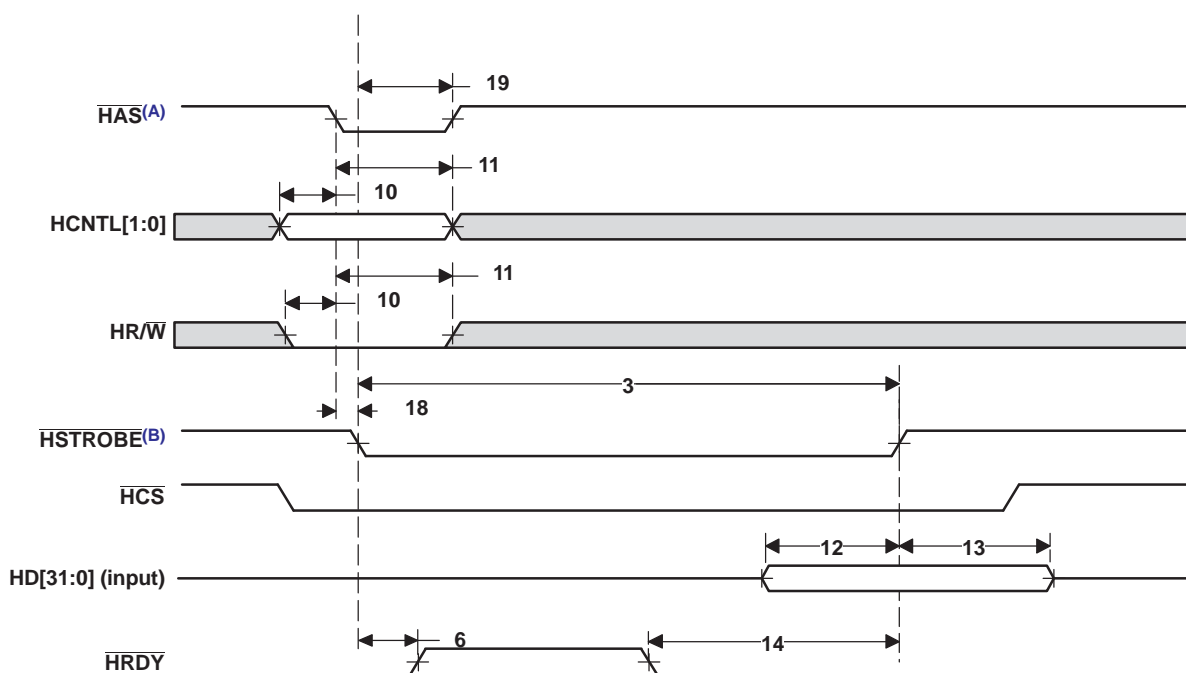 19
HAS(A)
11
10
HCNTL[1:0]
11
10
HR/W
3
18
HSTROBE(B)
HCS
12 13
HD[31:0] (input)
6 14
HRDY